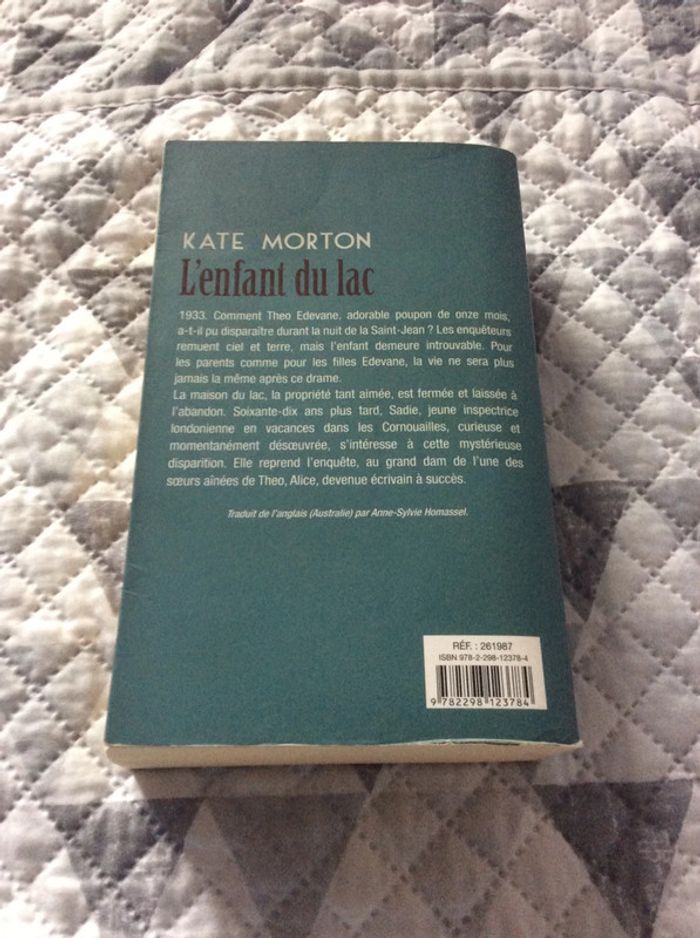 KATE MORTON
L'enfant du lac
1933. Comment Theo Edevane, adorable poupon de onze mois,
a-t-il pu disparaître durant la nuit de la Saint-Jean ? Les enquêteurs
remuent ciel et terre, mais l'enfant demeure introuvable. Pour
les parents comme pour les filles Edevane, la vie ne sera plus
jamais la même après ce drame.
La maison du lac, la propriété tant aimée, est fermée et laissée à
l'abandon. Soixante-dix ans plus tard, Sadie, jeune inspectrice
londonienne en vacances dans les Cornouailles, curieuse et
momentanément désœuvrée, s'intéresse à cette mystérieuse
disparition. Elle reprend l'enquête, au grand dam de l'une des
sœurs aînées de Theo, Alice, devenue écrivain à succès.
Traduit de l'anglais (Australie) par Anne-Sylvie Homassel.
RÉF. : 261987
ISBN 978-2-298-12378-4
9 782298 123784